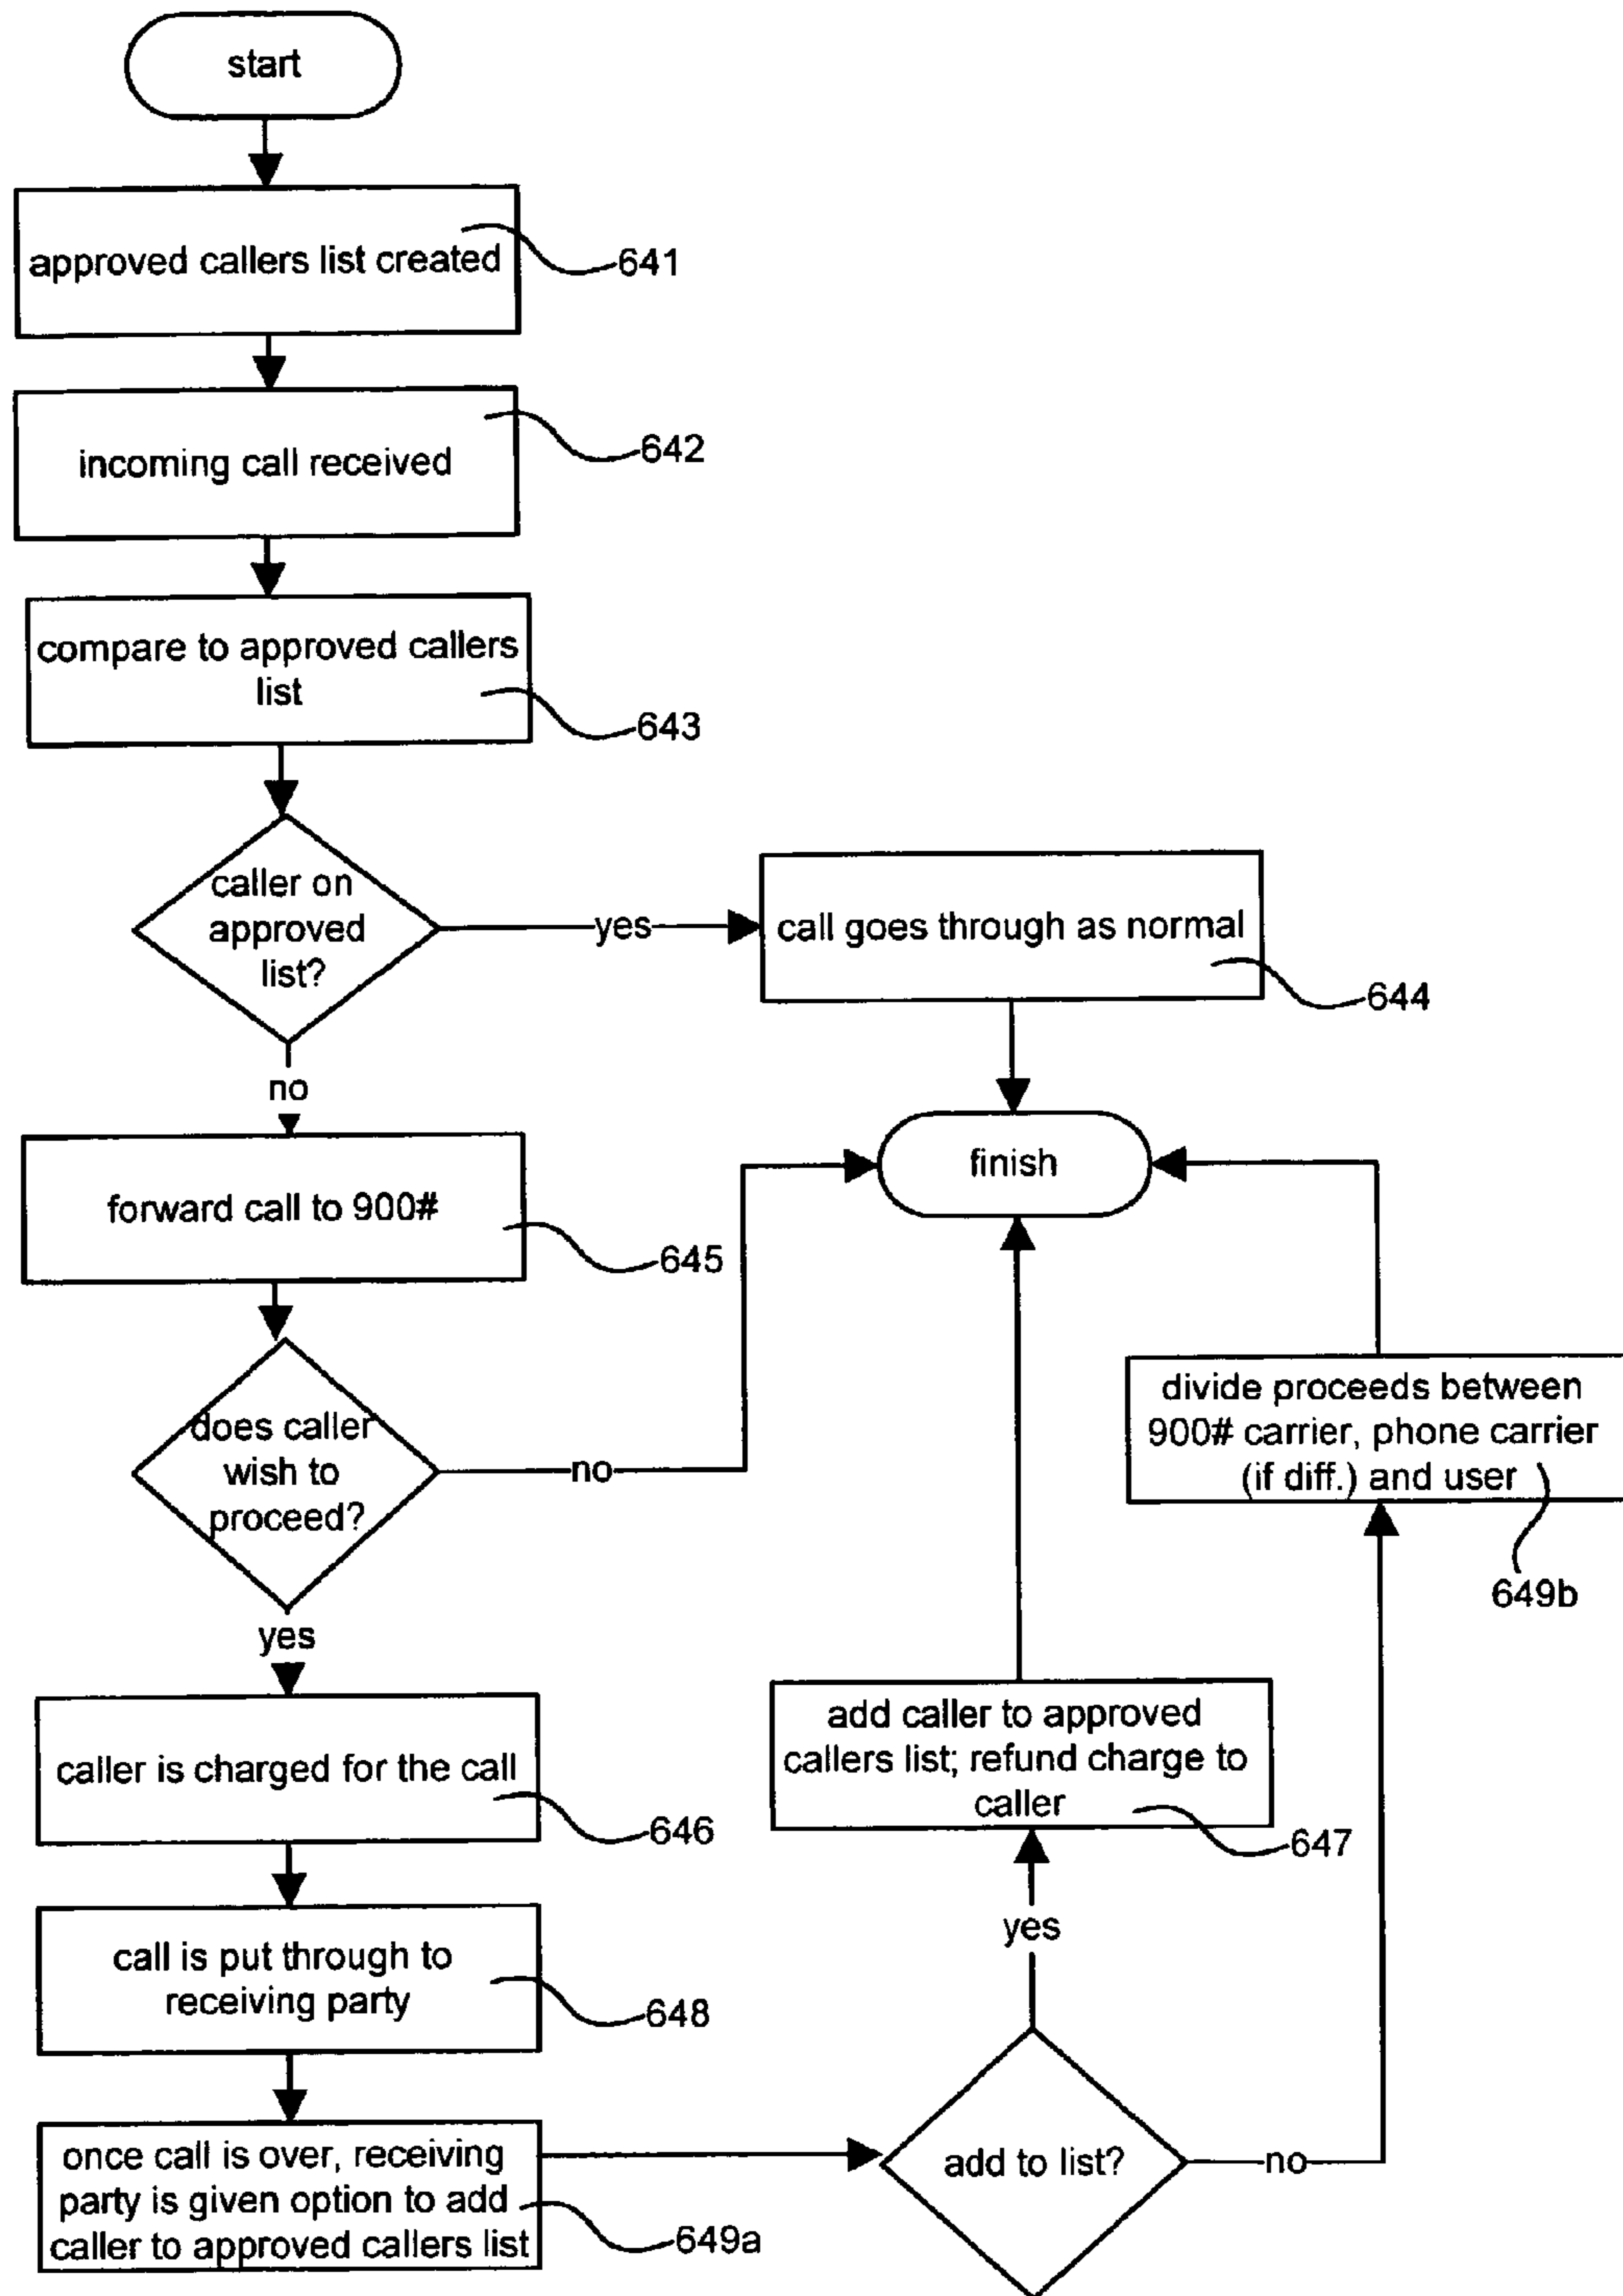 start
approved callers list created
641
incoming call received
642
compare to approved callers
list
643
caller on
approved
list?
yes
call goes through as normal
644
no
finish
forward call to 900#
645
does caller
wish to
proceed?
no
divide proceeds between
900# carrier, phone carrier
(if diff.) and user
649b
yes
caller is charged for the call
646
add caller to approved
callers list; refund charge to
caller
647
call is put through to
receiving party
648
yes
once call is over, receiving
party is given option to add
caller to approved callers list
649a
add to list?
no